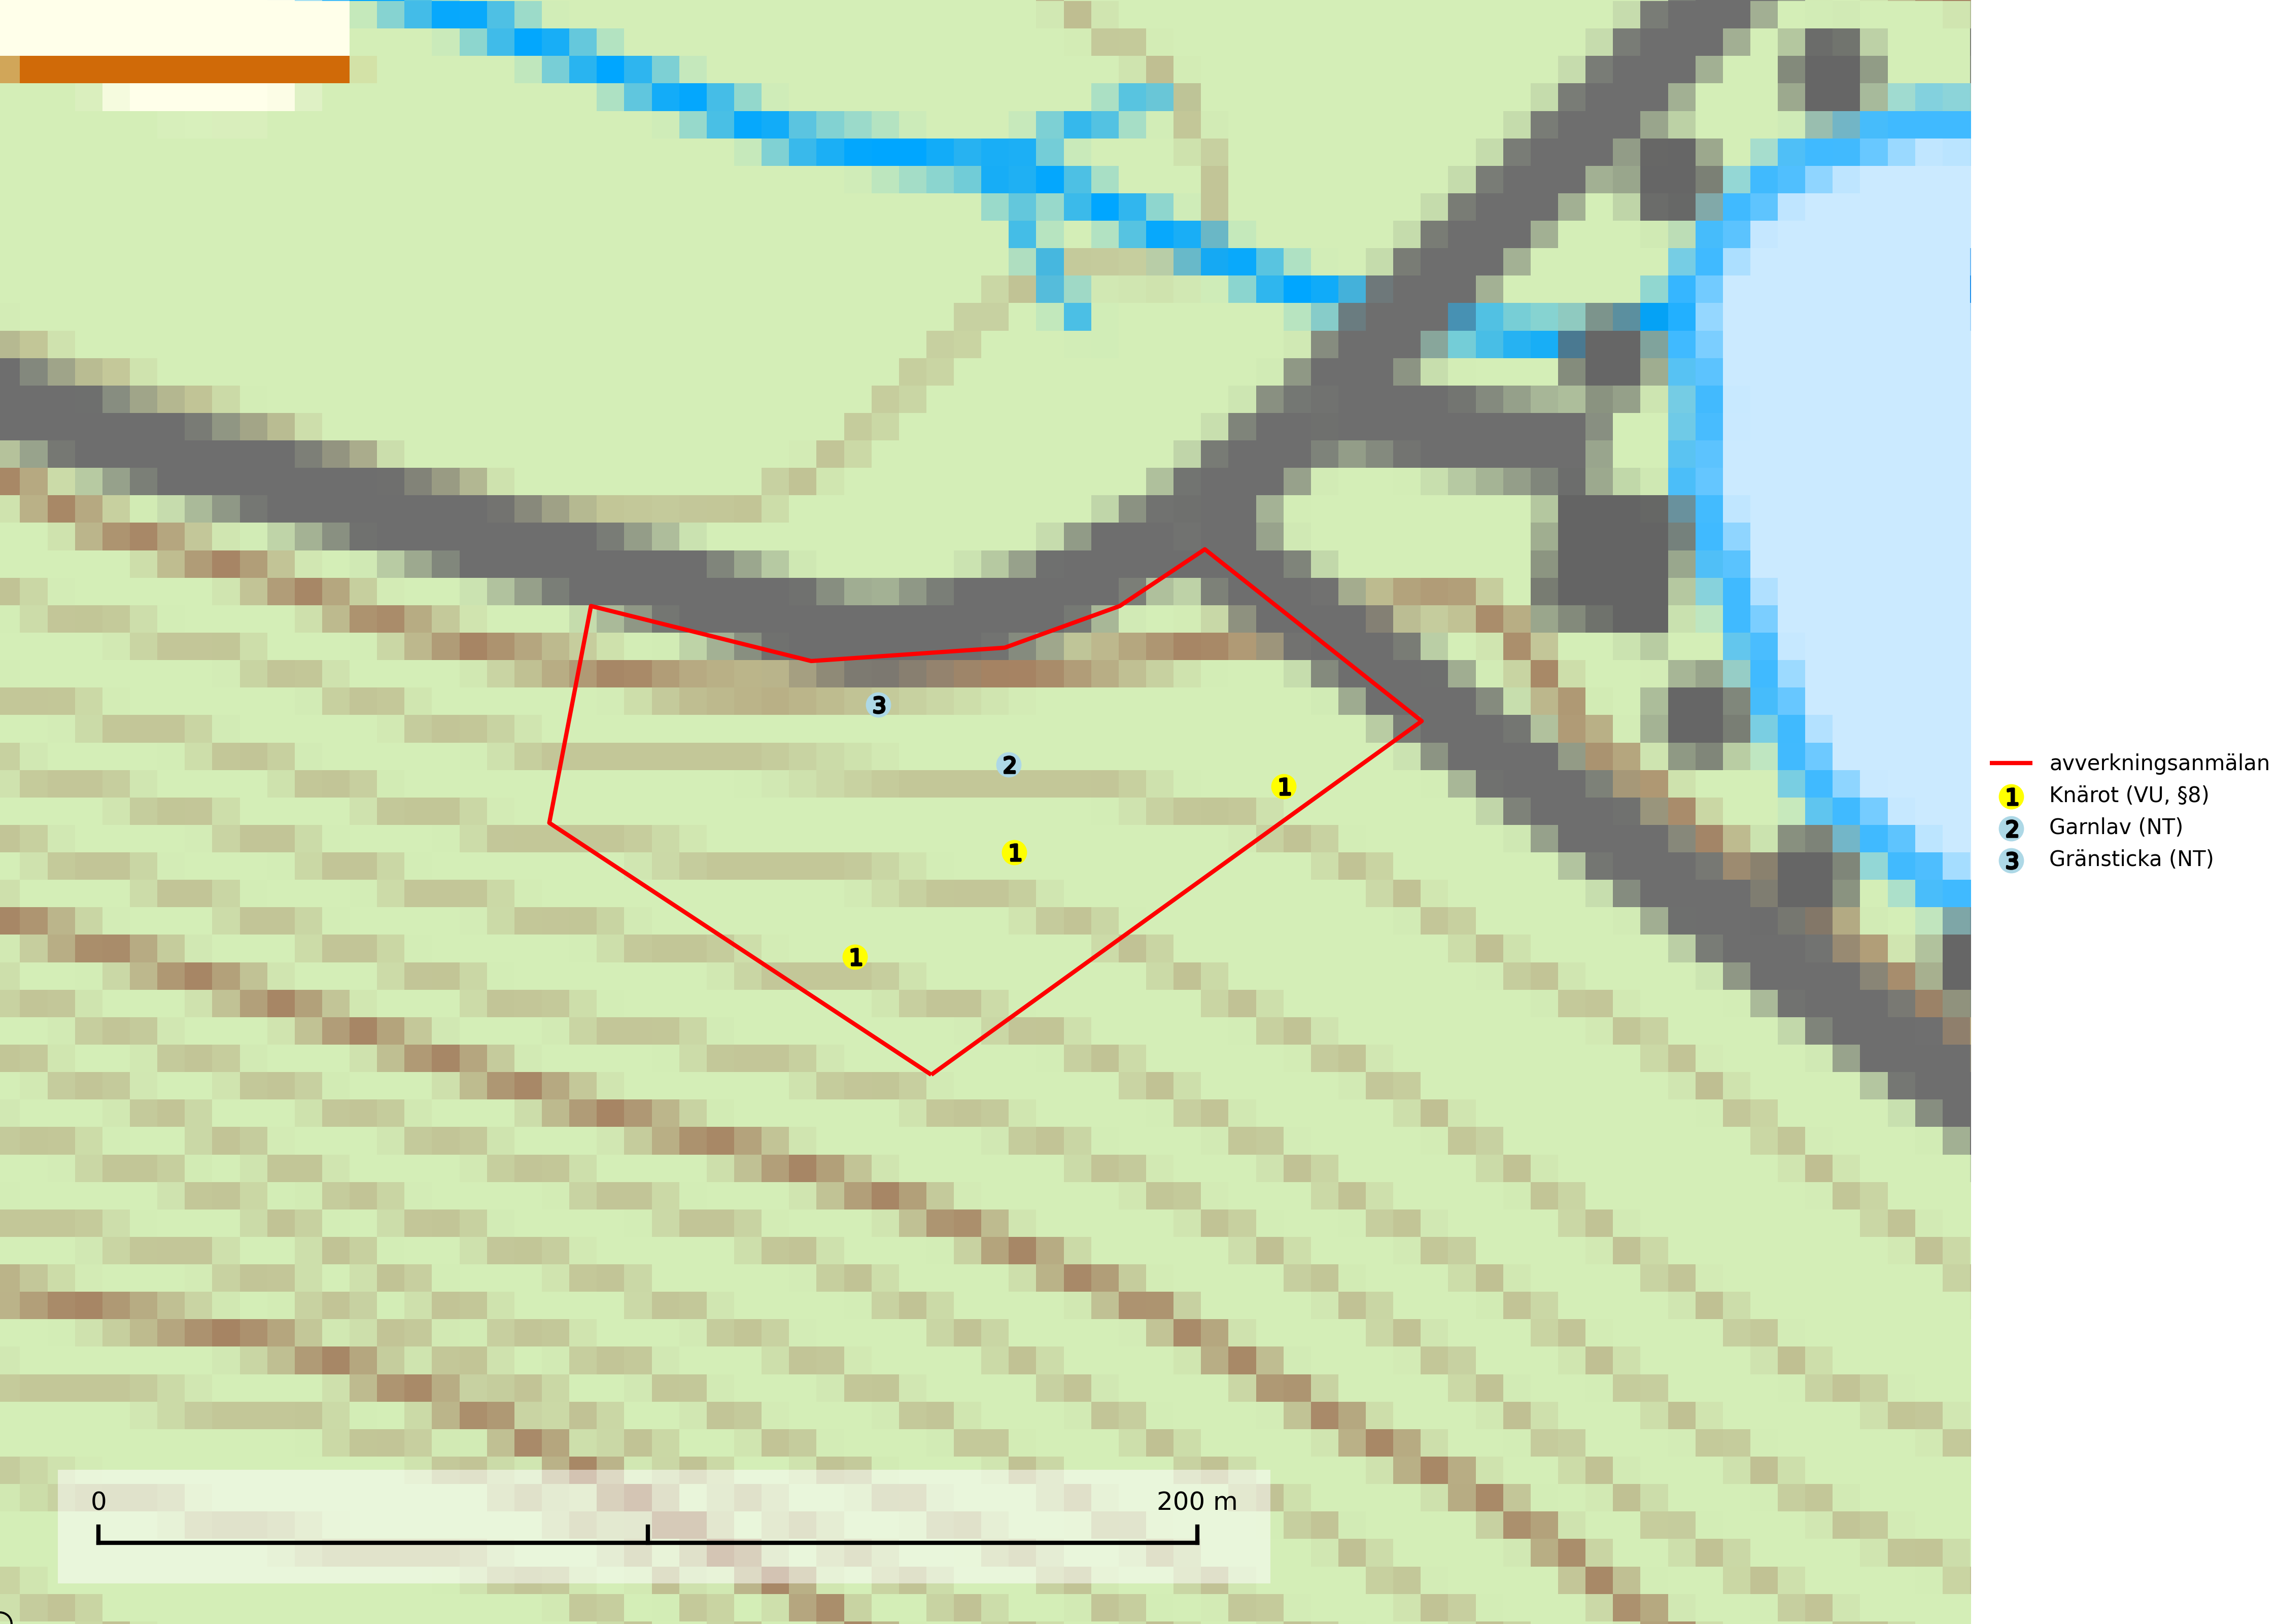 3
2
1
1
1
avverkningsanmälan
1 Knärot (VU, §8)
2 Garnlav (NT)
3 Gränsticka (NT)
0 200 m